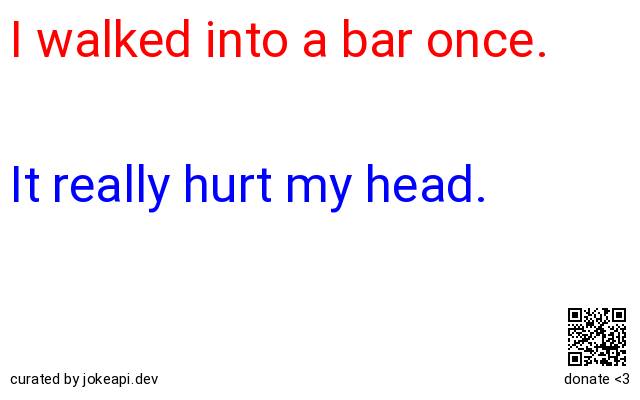 I walked into a bar once.
It really hurt my head.
curated by jokeapi.dev
donate <3